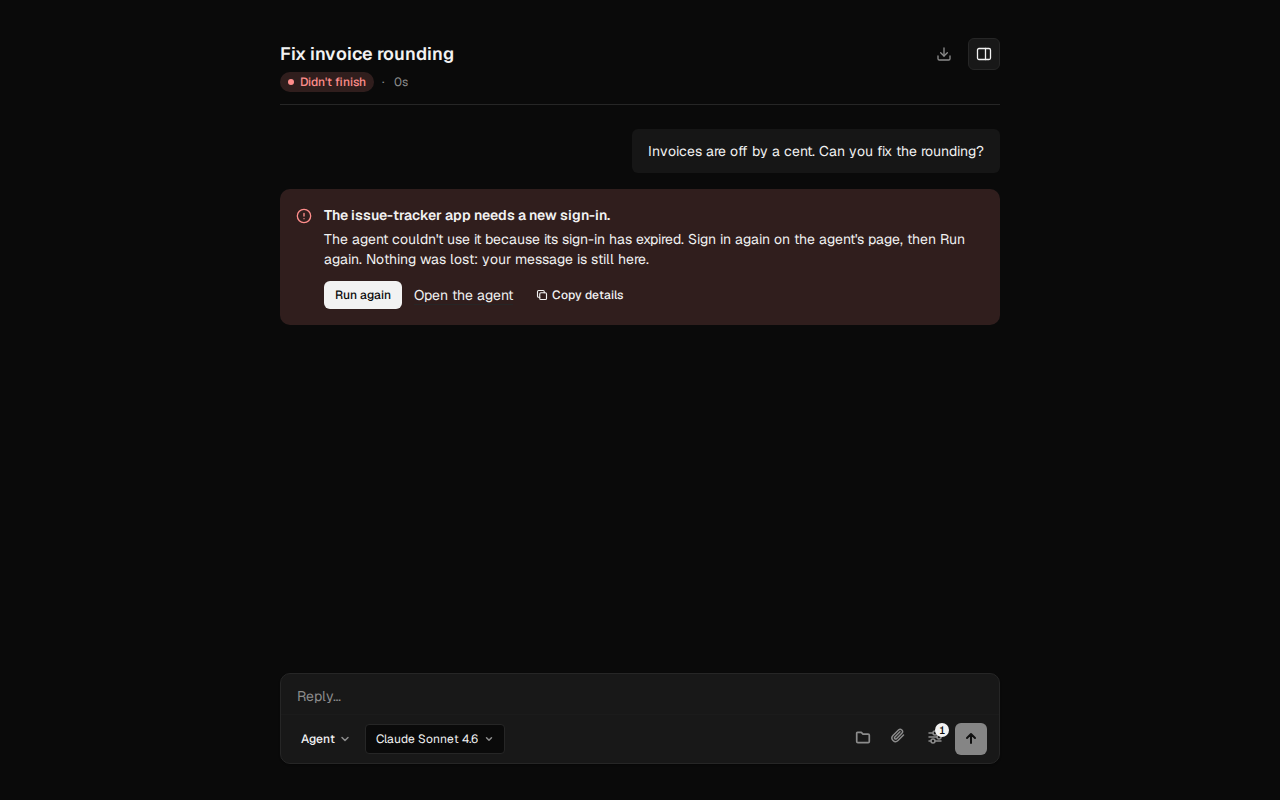 Fix invoice rounding
Didn't finish · 0s
Invoices are off by a cent. Can you fix the rounding?
The issue-tracker app needs a new sign-in.
The agent couldn't use it because its sign-in has expired. Sign in again on the agent's page, then Run
again. Nothing was lost: your message is still here.
Run again Open the agent Copy details
Reply...
Agent Claude Sonnet 4.6 1